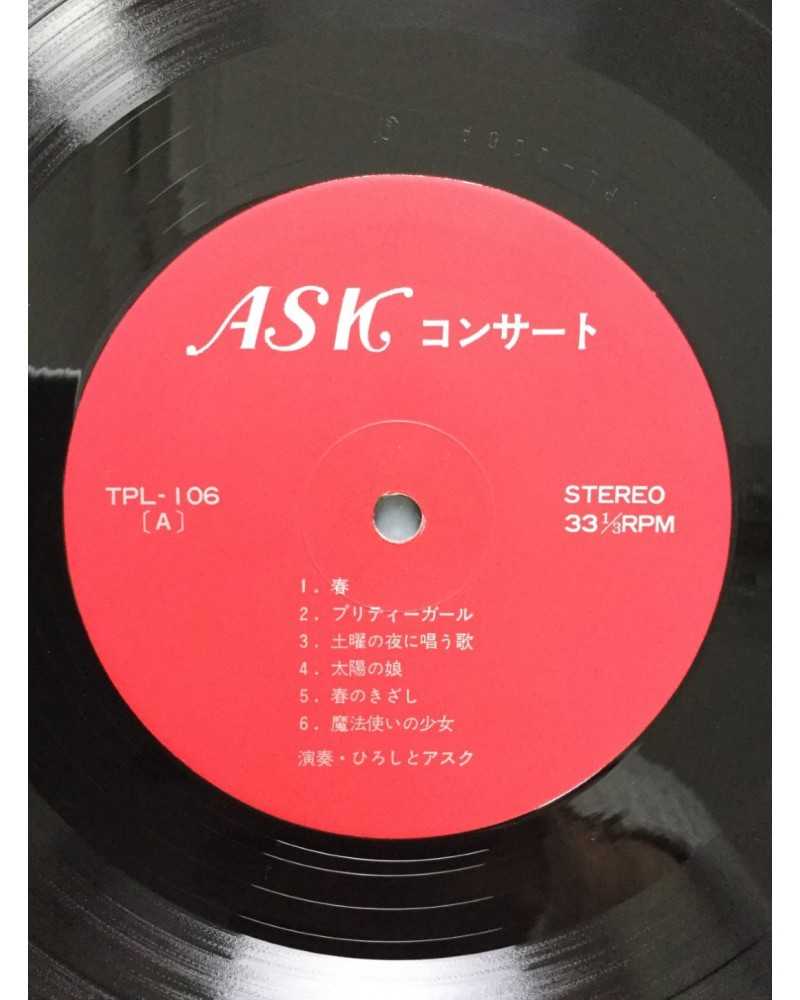 ASK コンサート
TPL-106
〔A〕
STEREO
33 1/3RPM
1. 春
2. プリティーガール
3. 土曜の夜に唱う歌
4. 太陽の娘
5. 春のきざし
6. 魔法使いの少女
演奏・ひろしとアスク